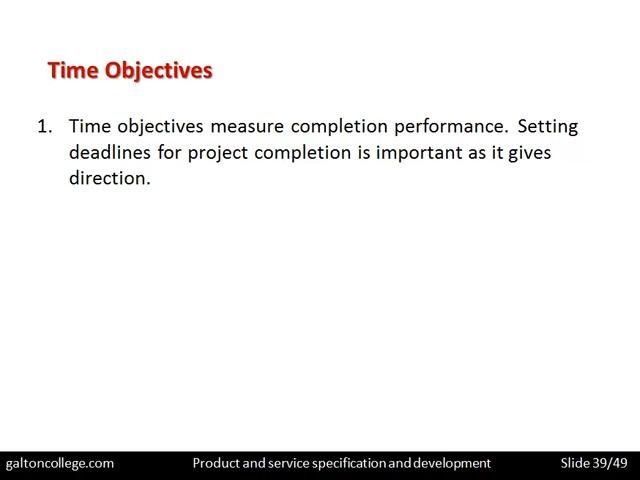 Time Objectives
1. Time objectives measure completion performance. Setting
deadlines for project completion is important as it gives
direction.
galtoncollege.com Product and service specification and development Slide 39/49